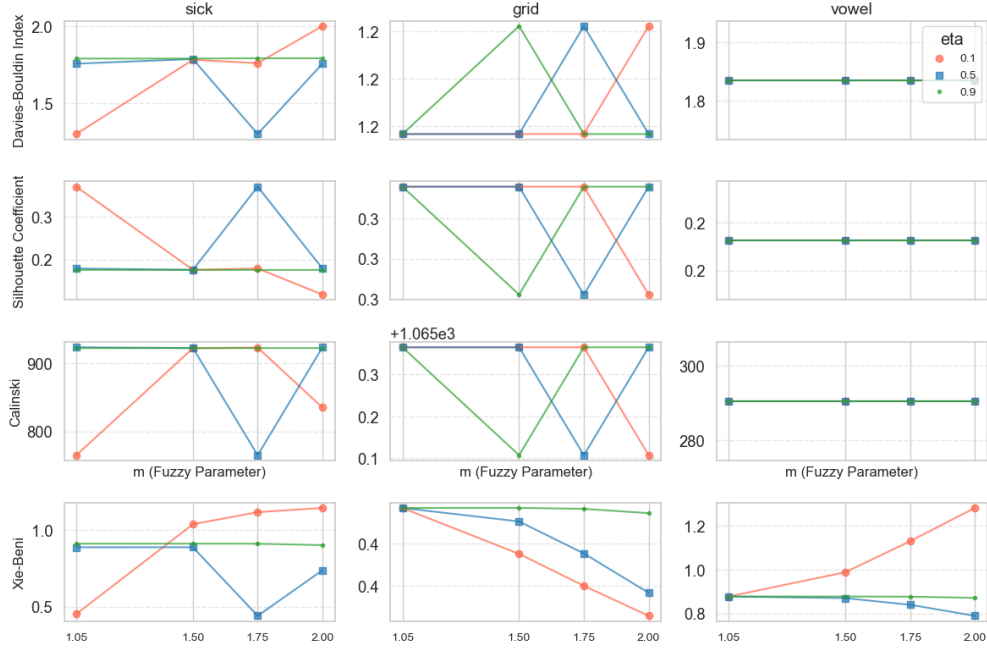 sick
grid
vowel
Davies-Bouldin Index
2.0
1.5
1.2
1.2
1.2
1.9
1.8
eta
0.1
0.5
0.9
Silhouette Coefficient
0.3
0.2
0.3
0.3
0.3
0.2
0.2
Calinski
900
800
+1.065e3
0.3
0.2
0.1
300
280
m (Fuzzy Parameter)
m (Fuzzy Parameter)
m (Fuzzy Parameter)
Xie-Beni
1.0
0.5
0.4
0.4
1.2
1.0
0.8
1.05 1.50 1.75 2.00
1.05 1.50 1.75 2.00
1.05 1.50 1.75 2.00